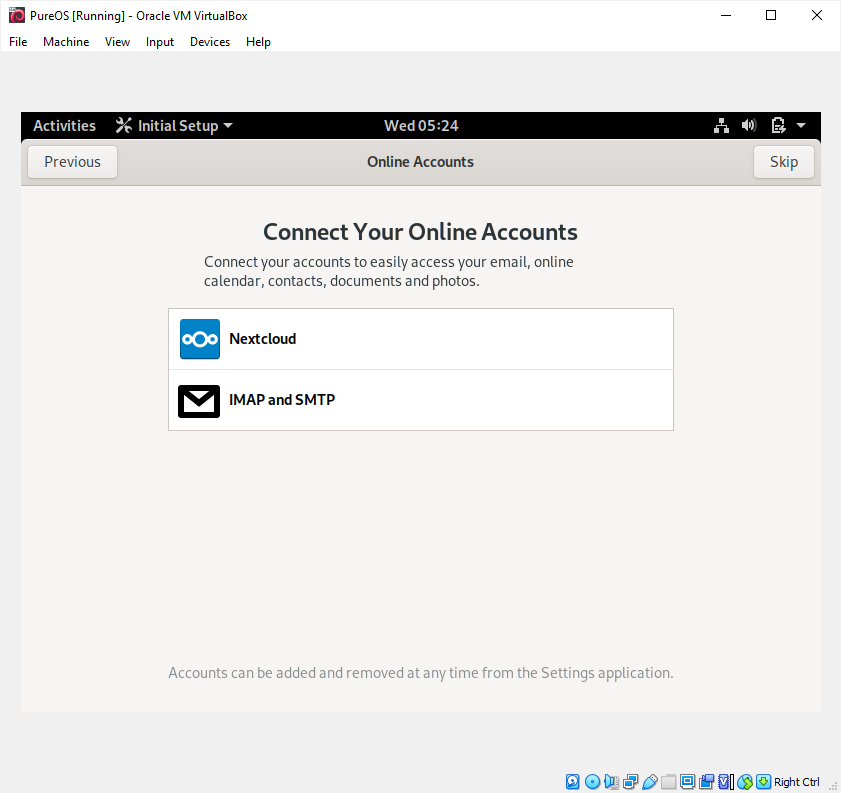 PureOS [Running] - Oracle VM VirtualBox
File Machine View Input Devices Help
Activities Initial Setup Wed 05:24
Previous Online Accounts Skip
Connect Your Online Accounts
Connect your accounts to easily access your email, online
calendar, contacts, documents and photos.
Nextcloud
IMAP and SMTP
Accounts can be added and removed at any time from the Settings application.
Right Ctrl